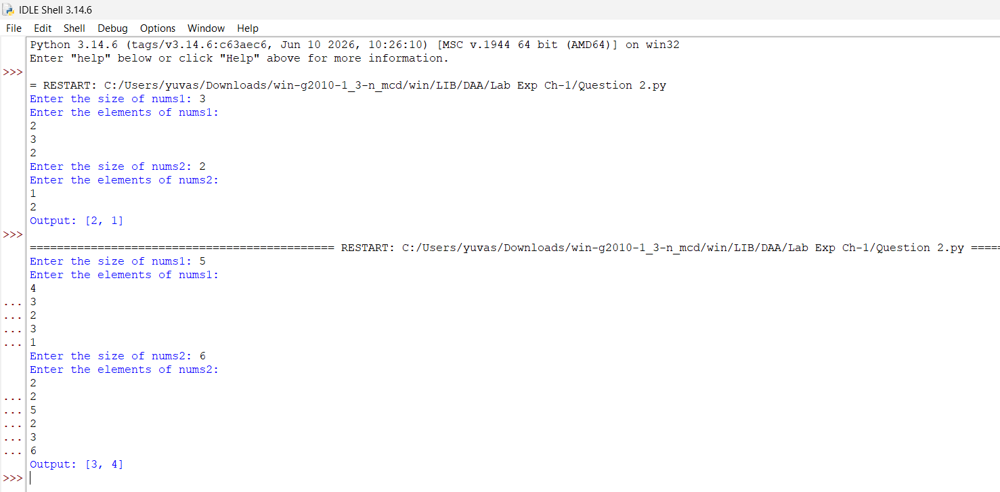 IDLE Shell 3.14.6
File Edit Shell Debug Options Window Help
Python 3.14.6 (tags/v3.14.6:c63aec6, Jun 10 2026, 10:26:10) [MSC v.1944 64 bit (AMD64)] on win32
Enter "help" below or click "Help" above for more information.
>>>
= RESTART: C:/Users/yuvas/Downloads/win-g2010-1_3-n_mcd/win/LIB/DAA/Lab Exp Ch-1/Question 2.py
Enter the size of nums1: 3
Enter the elements of nums1:
2
3
2
Enter the size of nums2: 2
Enter the elements of nums2:
1
2
Output: [2, 1]
>>>
============================================= RESTART: C:/Users/yuvas/Downloads/win-g2010-1_3-n_mcd/win/LIB/DAA/Lab Exp Ch-1/Question 2.py =====
Enter the size of nums1: 5
Enter the elements of nums1:
4
... 3
... 2
... 3
... 1
Enter the size of nums2: 6
Enter the elements of nums2:
2
... 2
... 5
... 2
... 3
... 6
Output: [3, 4]
>>>